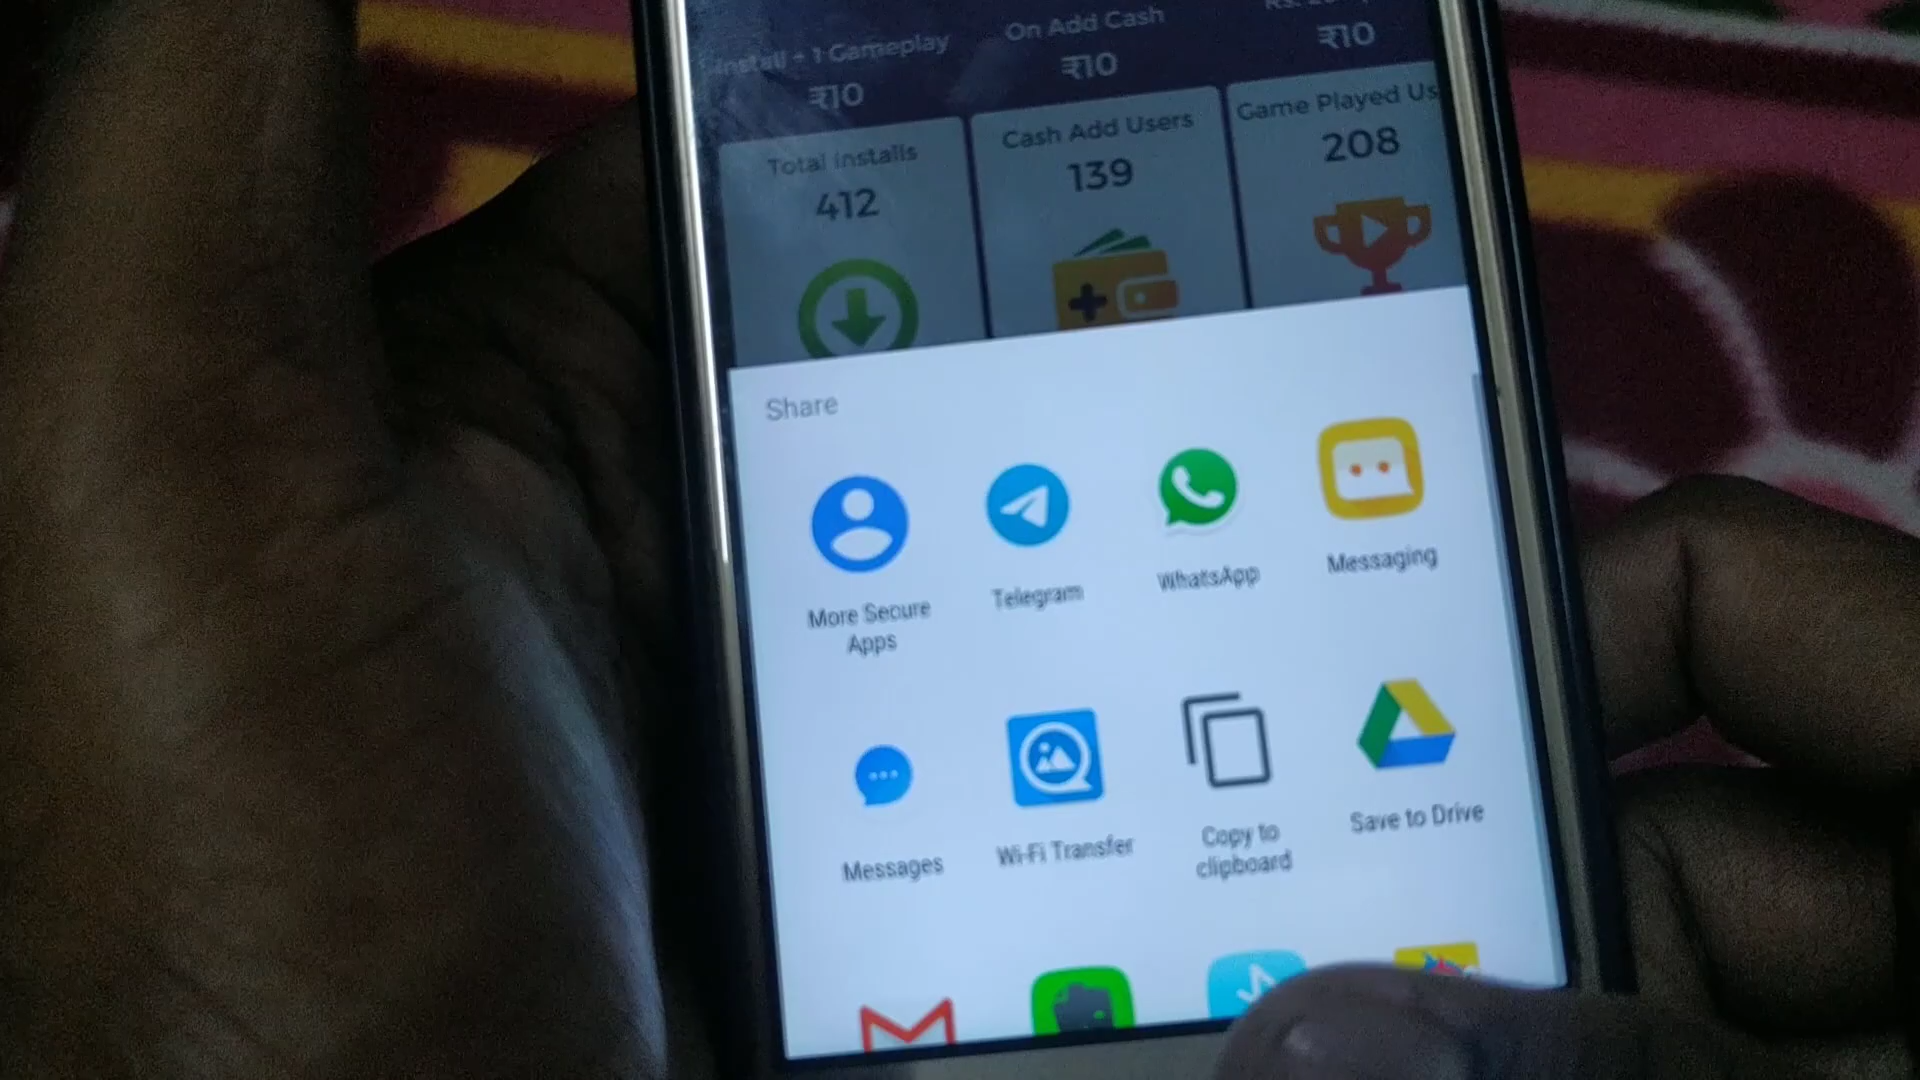 Install + 1 Gameplay
₹10
On Add Cash
₹10
₹10
Total Installs
412
Cash Add Users
139
Game Played Us
208
Share
More Secure
Apps
Telegram
WhatsApp
Messaging
Messages
Wi-Fi Transfer
Copy to
clipboard
Save to Drive